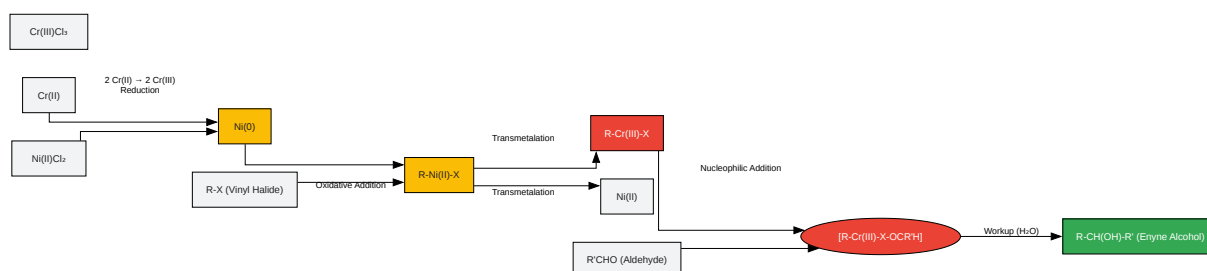 Cr(III)Cl₃
2 Cr(II) → 2 Cr(III)
Reduction
Cr(II)
Ni(0)
Ni(II)Cl₂
R-X (Vinyl Halide)
Oxidative Addition
R-Ni(II)-X
Transmetalation
Transmetalation
R-Cr(III)-X
Ni(II)
Nucleophilic Addition
R'CHO (Aldehyde)
[R-Cr(III)-X-OCR'H]
Workup (H₂O)
R-CH(OH)-R' (Enyne Alcohol)